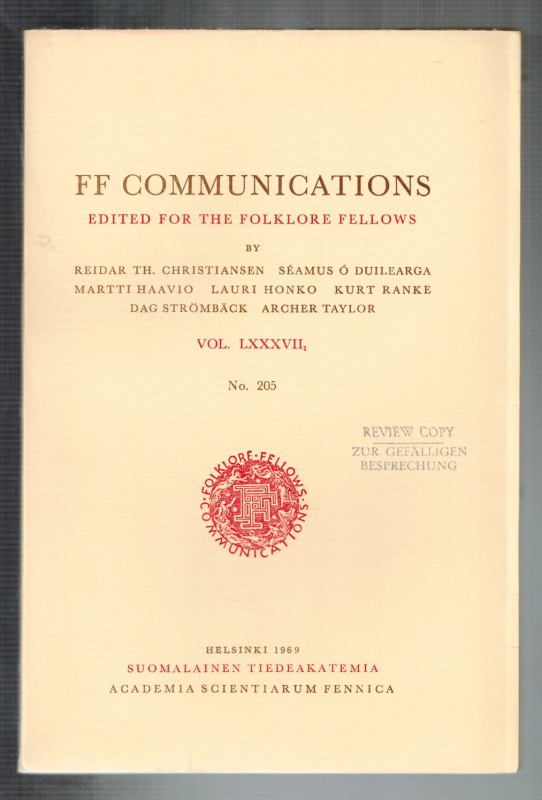 FF COMMUNICATIONS
EDITED FOR THE FOLKLORE FELLOWS
BY
REIDAR TH. CHRISTIANSEN SÉAMUS Ó DUILEARGA
MARTTI HAAVIO LAURI HONKO KURT RANKE
DAG STRÖMBÄCK ARCHER TAYLOR
VOL. LXXXVII₁
No. 205
REVIEW COPY
ZUR GEFÄLLIGEN
BESPRECHUNG
·FOLKLORE·FELLOWS·
COMMUNICATIONS
FF
HELSINKI 1969
SUOMALAINEN TIEDEAKATEMIA
ACADEMIA SCIENTIARUM FENNICA